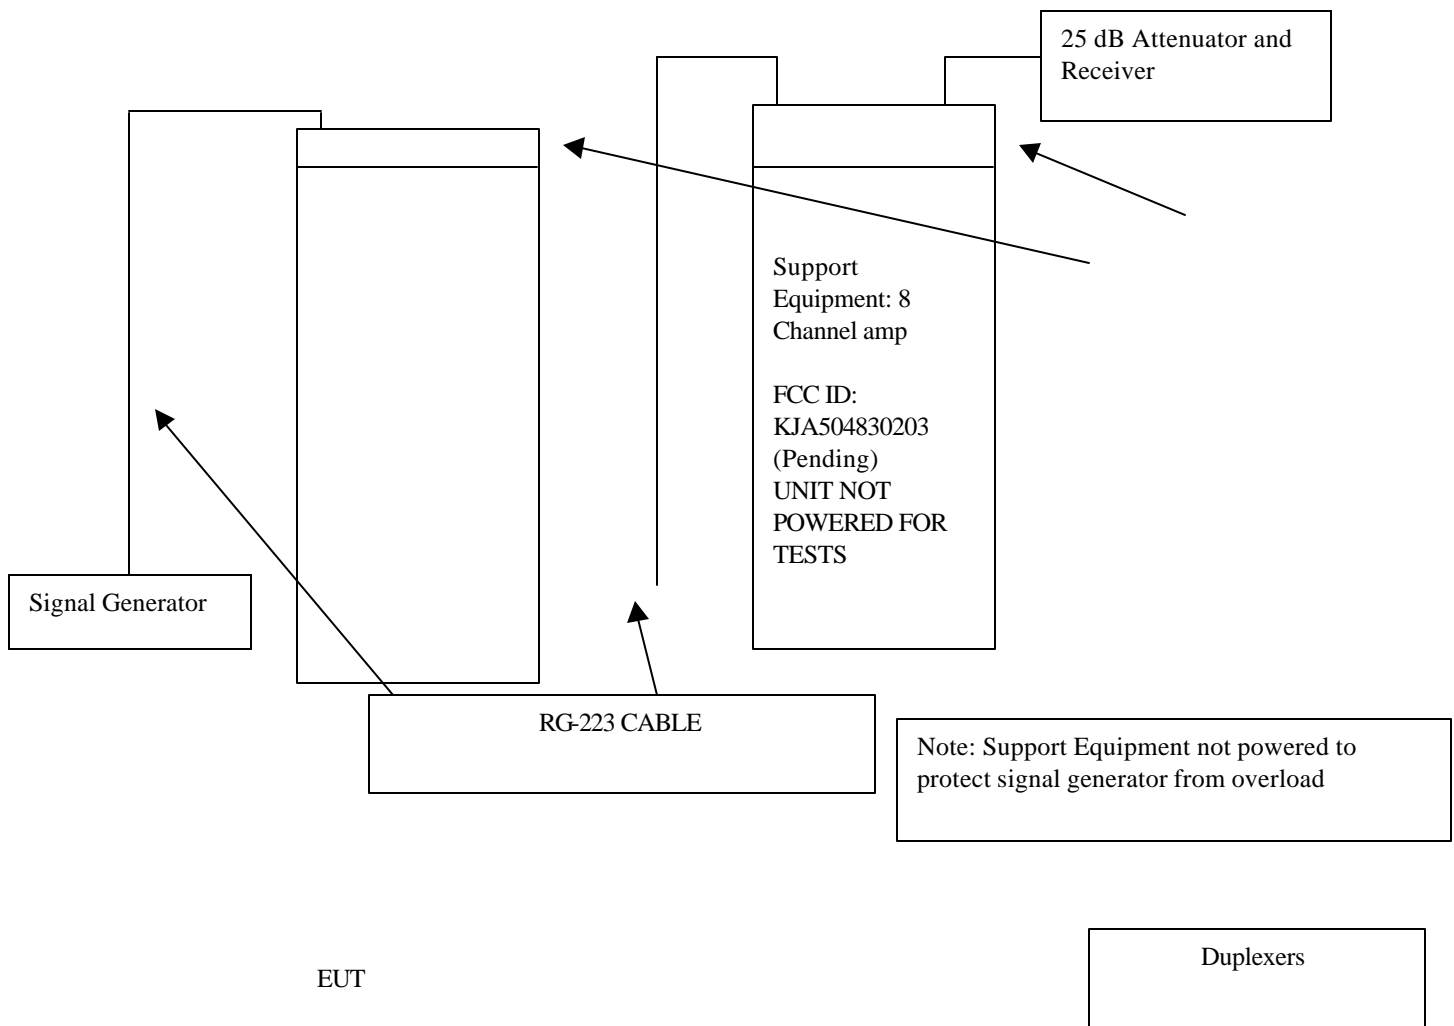 25 dB Attenuator and
Receiver
Support
Equipment: 8
Channel amp
FCC ID:
KJA504830203
(Pending)
UNIT NOT
POWERED FOR
TESTS
Signal Generator
RG-223 CABLE
Note: Support Equipment not powered to
protect signal generator from overload
Duplexers
EUT